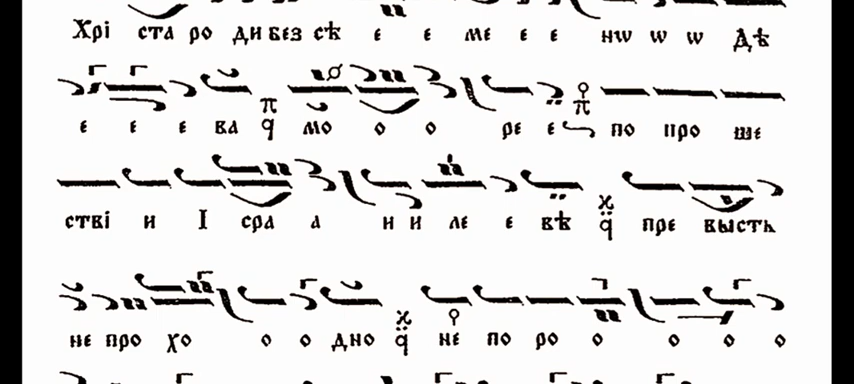 Хрі ста ро ди без сѣ е е ме е е нѡ ѡ ѡ дѣ
е е е ва мо о о ре е по про ше
стві и І сра а и и ле е вѣ пре высть
не про хо о о дно не по ро о о о о